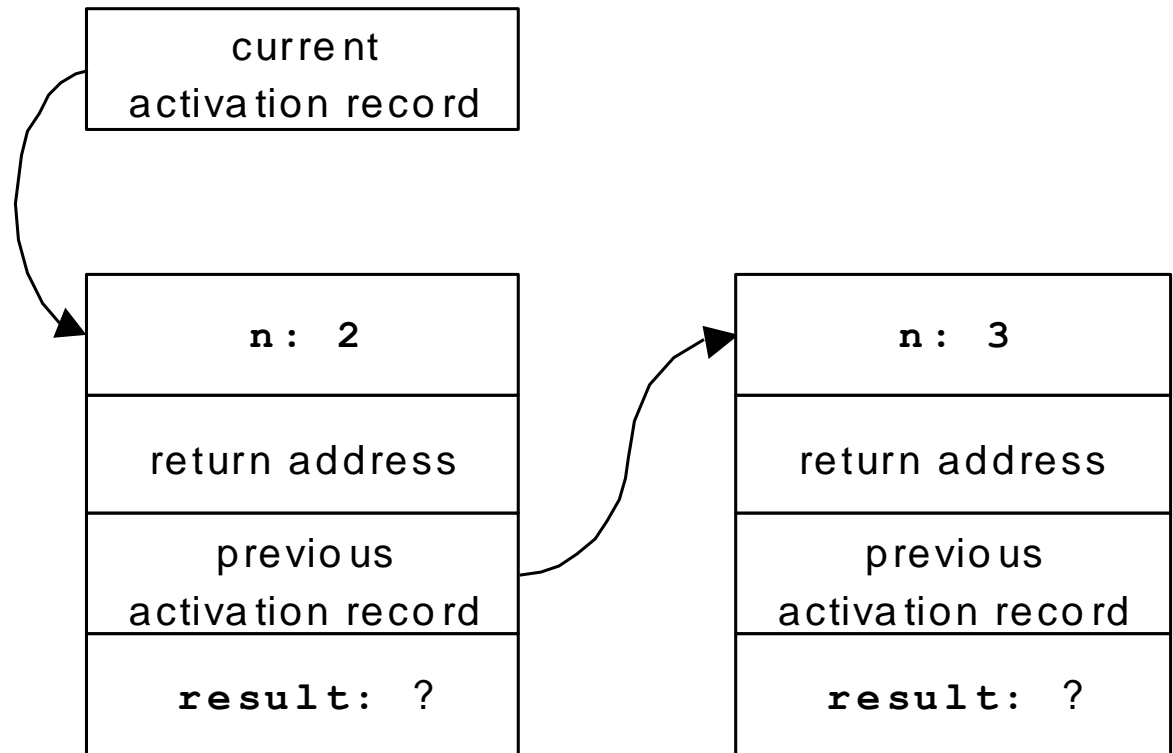 current
activation record
n: 2
return address
previous
activation record
result: ?
n: 3
return address
previous
activation record
result: ?